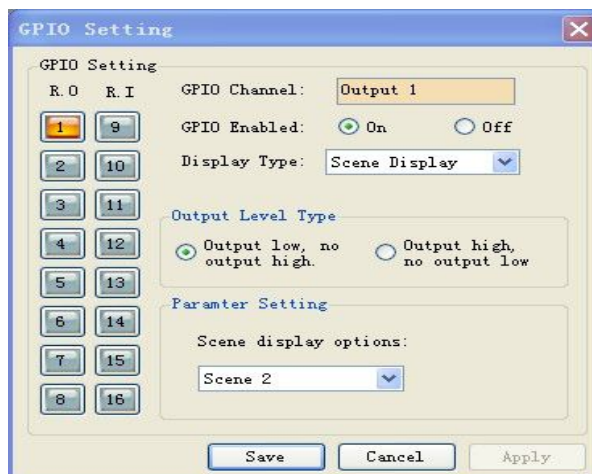 GPIO Setting
GPIO Setting
R.O R.I
GPIO Channel: Output 1
1 9
GPIO Enabled: On Off
2 10
Display Type: Scene Display
3 11
Output Level Type
4 12
Output low, no output high.
Output high, no output low
5 13
Paramter Setting
6 14
Scene display options:
7 15
Scene 2
8 16
Save Cancel Apply